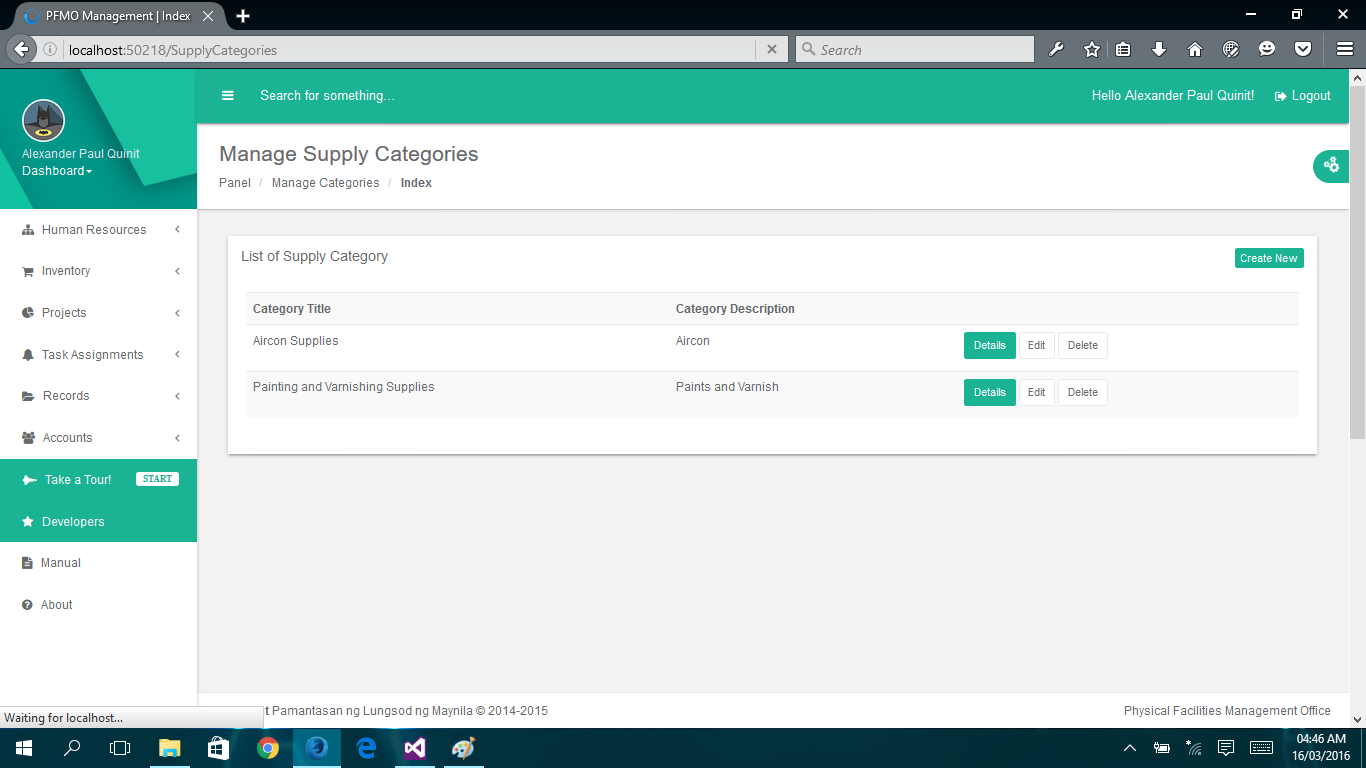 PFMO Management | Index
localhost:50218/SupplyCategories
Search
Search for something...
Hello Alexander Paul Quinit!
Logout
Alexander Paul Quinit
Dashboard
Manage Supply Categories
Panel / Manage Categories / Index
Human Resources
Inventory
Projects
Task Assignments
Records
Accounts
Take a Tour! START
Developers
Manual
About
List of Supply Category
Create New
Category Title Category Description
Aircon Supplies Aircon Details Edit Delete
Painting and Varnishing Supplies Paints and Varnish Details Edit Delete
Waiting for localhost...
t Pamantasan ng Lungsod ng Maynila © 2014-2015
Physical Facilities Management Office
04:46 AM
16/03/2016